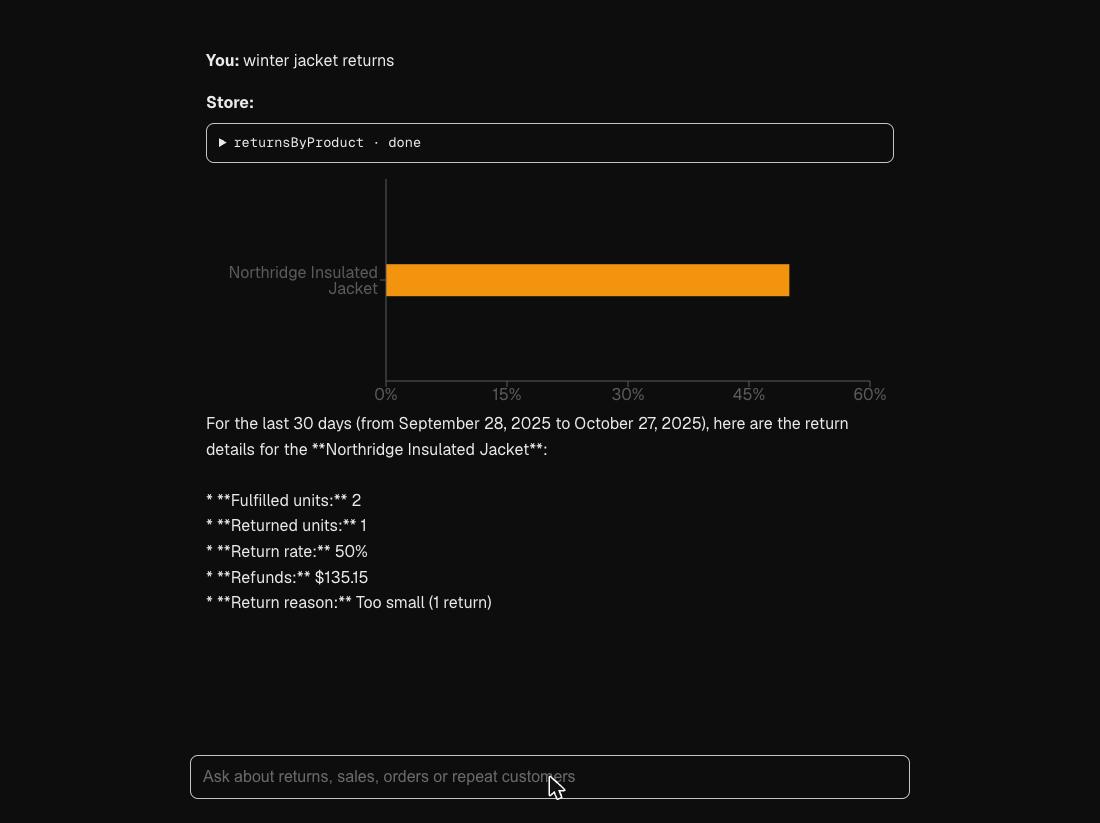 You: winter jacket returns
Store:
▶ returnsByProduct · done
Northridge Insulated
Jacket
0% 15% 30% 45% 60%
For the last 30 days (from September 28, 2025 to October 27, 2025), here are the return
details for the **Northridge Insulated Jacket**:
* **Fulfilled units:** 2
* **Returned units:** 1
* **Return rate:** 50%
* **Refunds:** $135.15
* **Return reason:** Too small (1 return)
Ask about returns, sales, orders or repeat customers